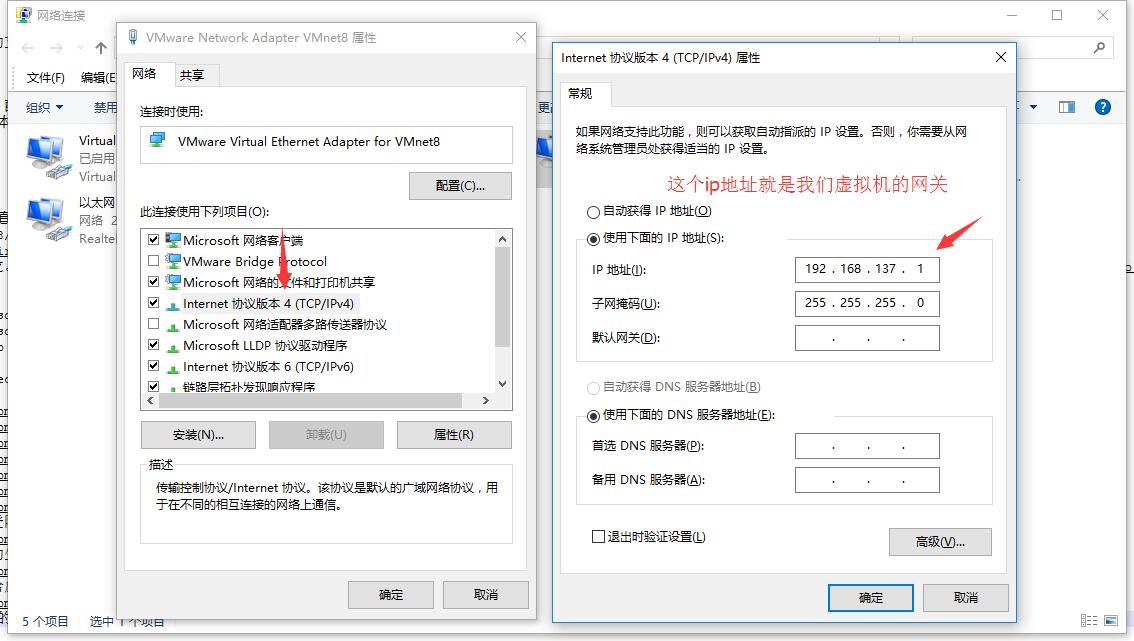 网络连接
文件(F)
编辑(E
组织
禁用
Virtual
已启用
Virtual
以太网
网络 2
Realtel
5 个项目
选中 1 个项目
VMware Network Adapter VMnet8 属性
网络
共享
连接时使用:
VMware Virtual Ethernet Adapter for VMnet8
配置(C)...
此连接使用下列项目(O):
Microsoft 网络客户端
VMware Bridge Protocol
Microsoft 网络的文件和打印机共享
Internet 协议版本 4 (TCP/IPv4)
Microsoft 网络适配器多路传送器协议
Microsoft LLDP 协议驱动程序
Internet 协议版本 6 (TCP/IPv6)
链路层拓扑发现响应程序
安装(N)...
卸载(U)
属性(R)
描述
传输控制协议/Internet 协议。该协议是默认的广域网络协议，用
于在不同的相互连接的网络上通信。
确定
取消
Internet 协议版本 4 (TCP/IPv4) 属性
常规
如果网络支持此功能，则可以获取自动指派的 IP 设置。否则，你需要从网
络系统管理员处获得适当的 IP 设置。
这个ip地址就是我们虚拟机的网关
自动获得 IP 地址(O)
使用下面的 IP 地址(S):
IP 地址(I):
192 . 168 . 137 . 1
子网掩码(U):
255 . 255 . 255 . 0
默认网关(D):
. . .
自动获得 DNS 服务器地址(B)
使用下面的 DNS 服务器地址(E):
首选 DNS 服务器(P):
. . .
备用 DNS 服务器(A):
. . .
退出时验证设置(L)
高级(V)...
确定
取消